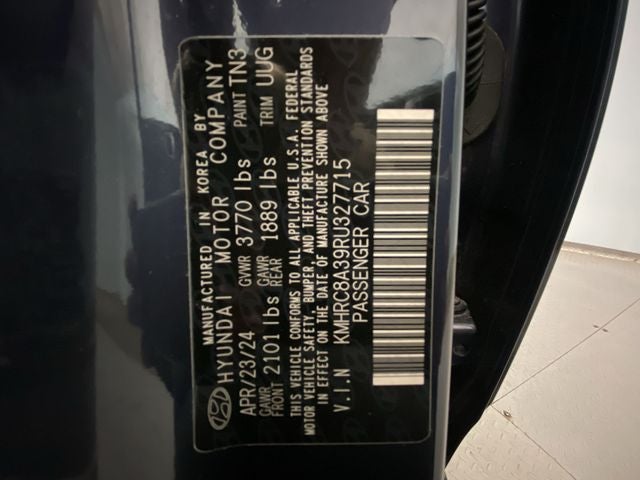 MANUFACTURED IN KOREA BY
HYUNDAI MOTOR COMPANY
APR/23/24 GVWR 3770 lbs PAINT TN3
GAWR FRONT 2101 lbs GAWR REAR 1889 lbs TRIM UUG
THIS VEHICLE CONFORMS TO ALL APPLICABLE U.S.A. FEDERAL
MOTOR VEHICLE SAFETY, BUMPER, AND THEFT PREVENTION STANDARDS
IN EFFECT ON THE DATE OF MANUFACTURE SHOWN ABOVE
V.I.N KMHRC8A39RU327715
PASSENGER CAR